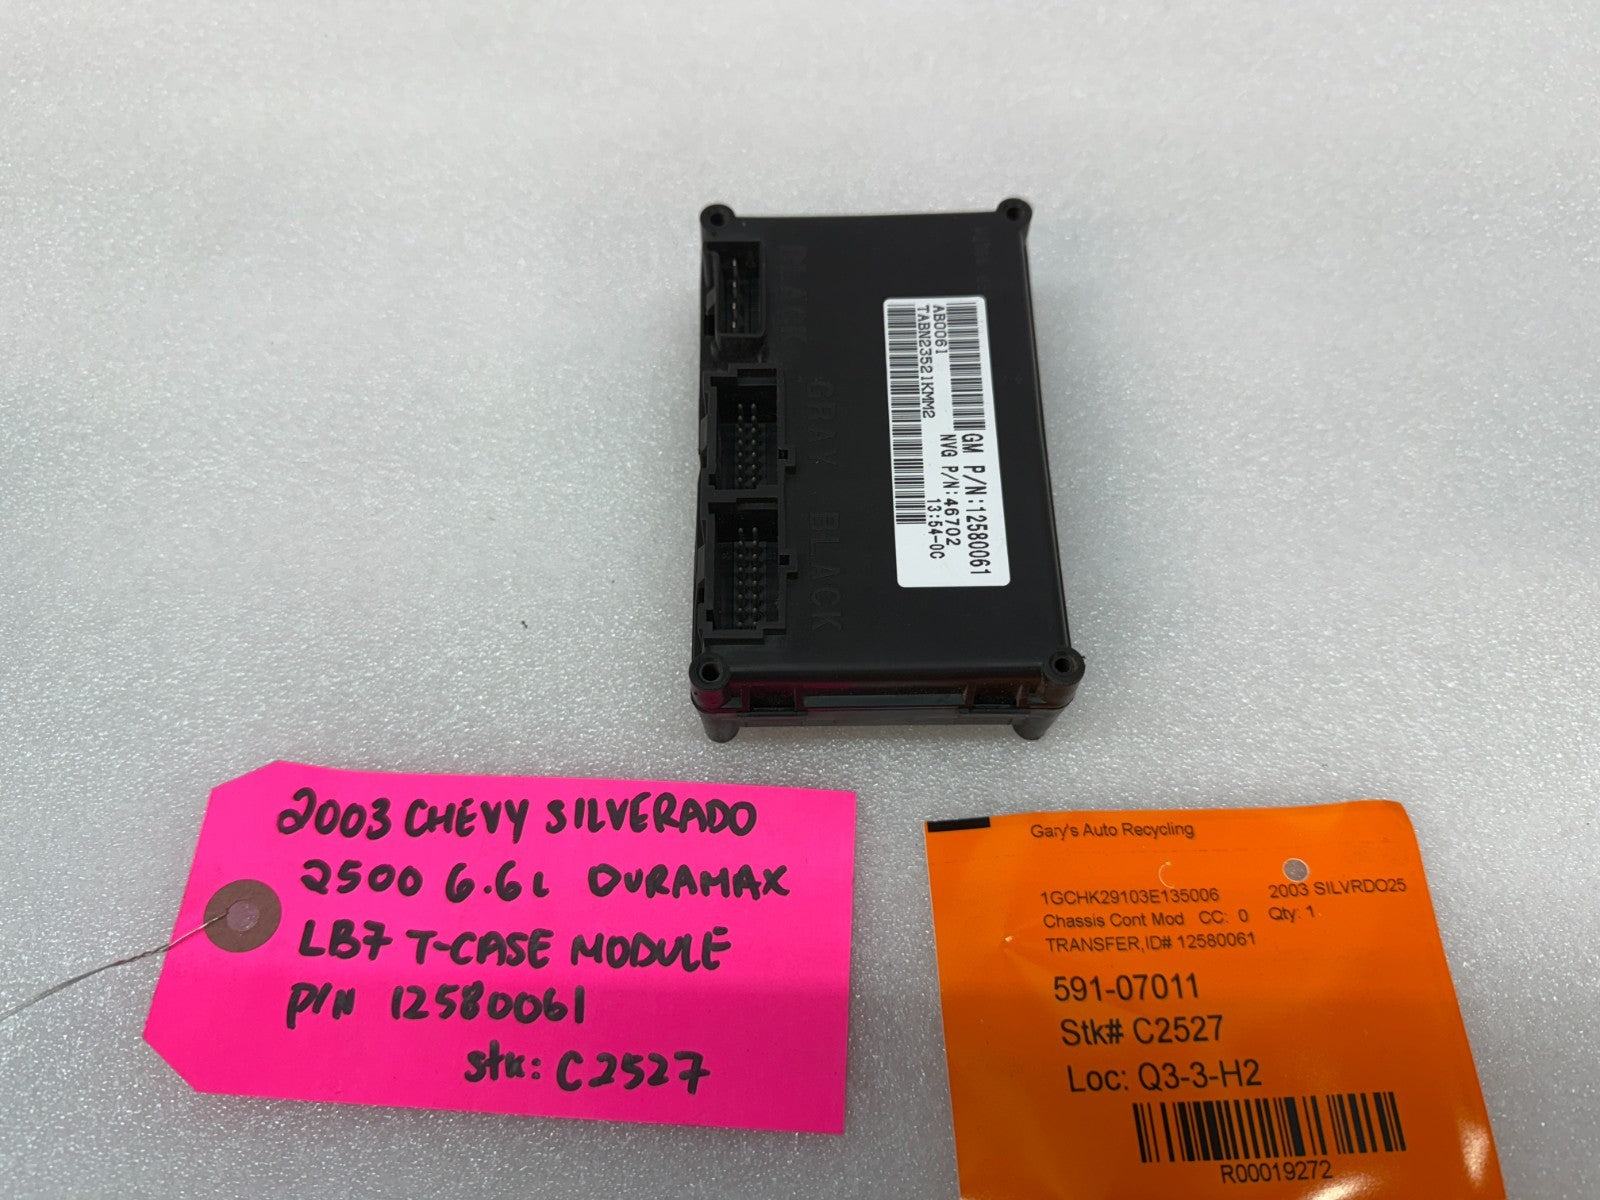 BLACK
GRAY
BLACK
GM P/N:12580061
AB0061 NVG P/N:46702
TABN23521KMM2 13:54-0C
2003 CHEVY SILVERADO
2500 6.6L DURAMAX
LB7 T-CASE MODULE
P/N 12580061
stk: C2527
Gary's Auto Recycling
1GCHK29103E135006 2003 SILVRDO25
Chassis Cont Mod CC: 0 Qty: 1
TRANSFER,ID# 12580061
591-07011
Stk# C2527
Loc: Q3-3-H2
R00019272